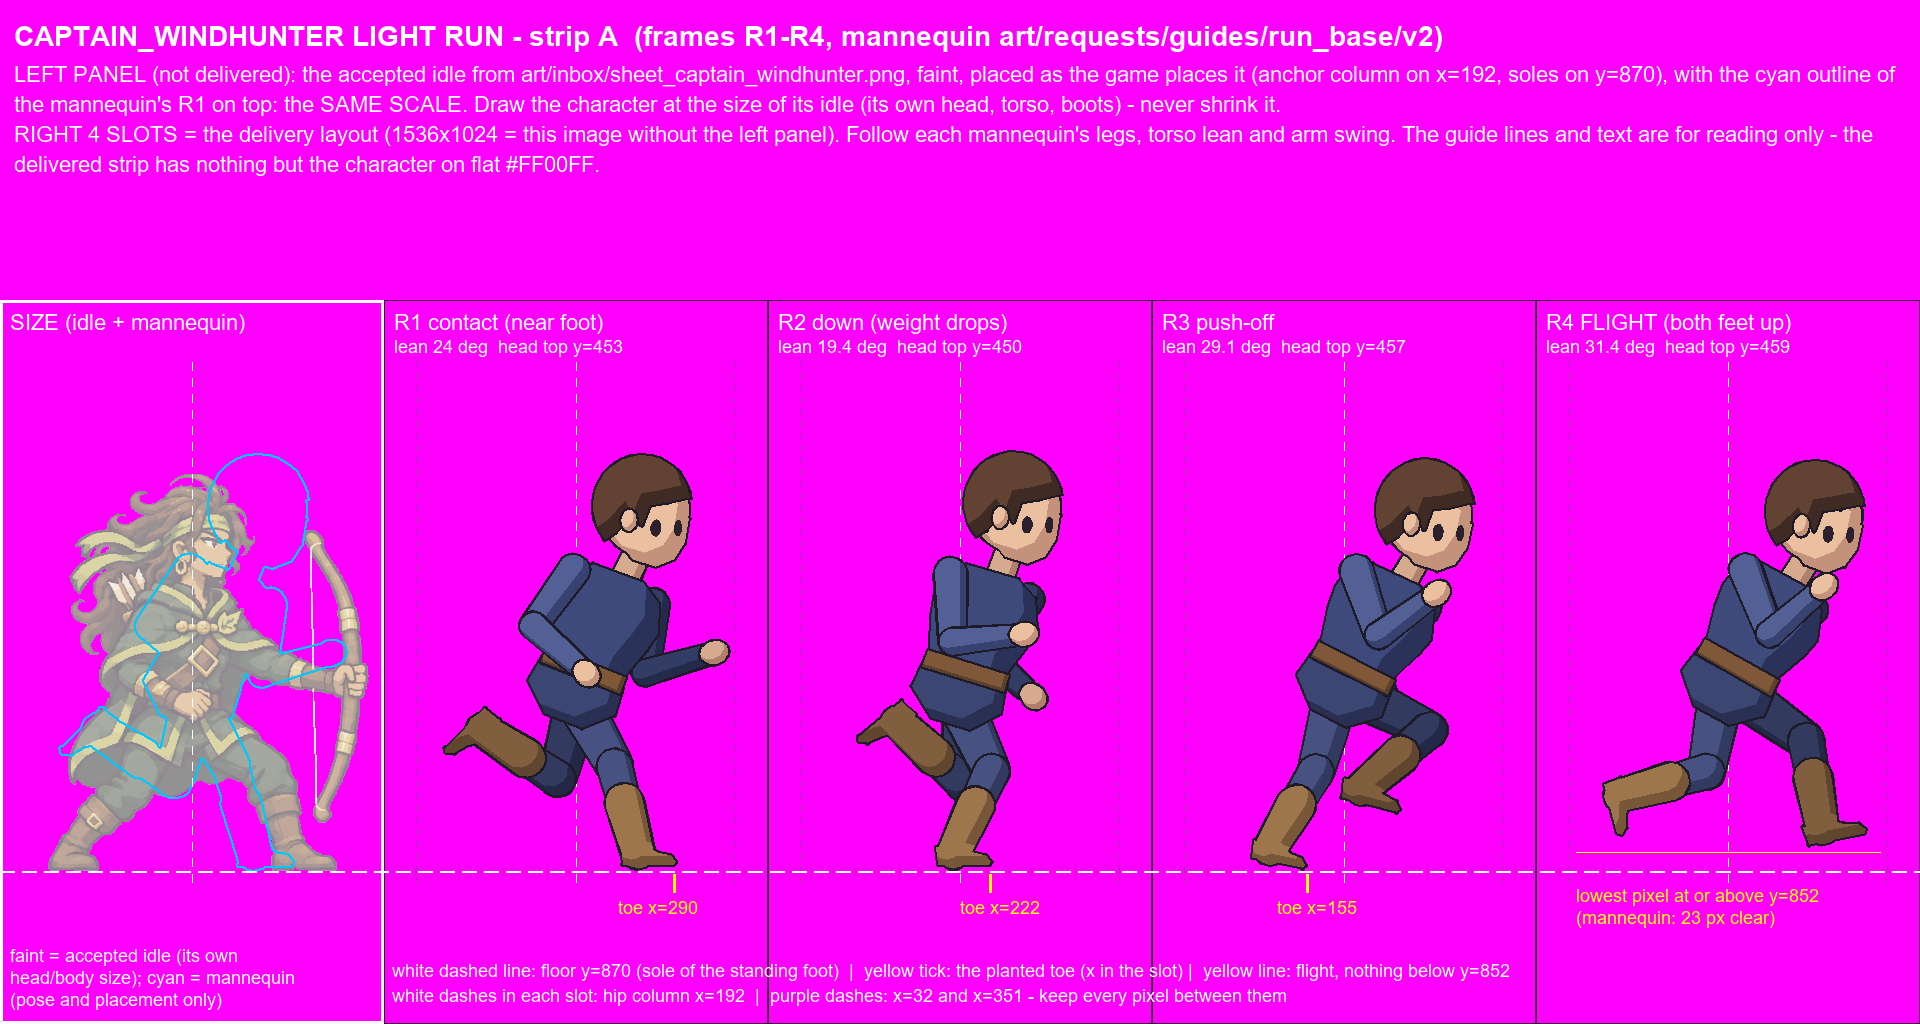 CAPTAIN_WINDHUNTER LIGHT RUN - strip A  (frames R1-R4, mannequin art/requests/guides/run_base/v2)
LEFT PANEL (not delivered): the accepted idle from art/inbox/sheet_captain_windhunter.png, faint, placed as the game places it (anchor column on x=192, soles on y=870), with the cyan outline of
the mannequin's R1 on top: the SAME SCALE. Draw the character at the size of its idle (its own head, torso, boots) - never shrink it.
RIGHT 4 SLOTS = the delivery layout (1536x1024 = this image without the left panel). Follow each mannequin's legs, torso lean and arm swing. The guide lines and text are for reading only - the
delivered strip has nothing but the character on flat #FF00FF.
SIZE (idle + mannequin)
R1 contact (near foot)
lean 24 deg  head top y=453
R2 down (weight drops)
lean 19.4 deg  head top y=450
R3 push-off
lean 29.1 deg  head top y=457
R4 FLIGHT (both feet up)
lean 31.4 deg  head top y=459
toe x=290
toe x=222
toe x=155
lowest pixel at or above y=852
(mannequin: 23 px clear)
faint = accepted idle (its own
head/body size); cyan = mannequin
(pose and placement only)
white dashed line: floor y=870 (sole of the standing foot)  |  yellow tick: the planted toe (x in the slot) |  yellow line: flight, nothing below y=852
white dashes in each slot: hip column x=192  |  purple dashes: x=32 and x=351 - keep every pixel between them